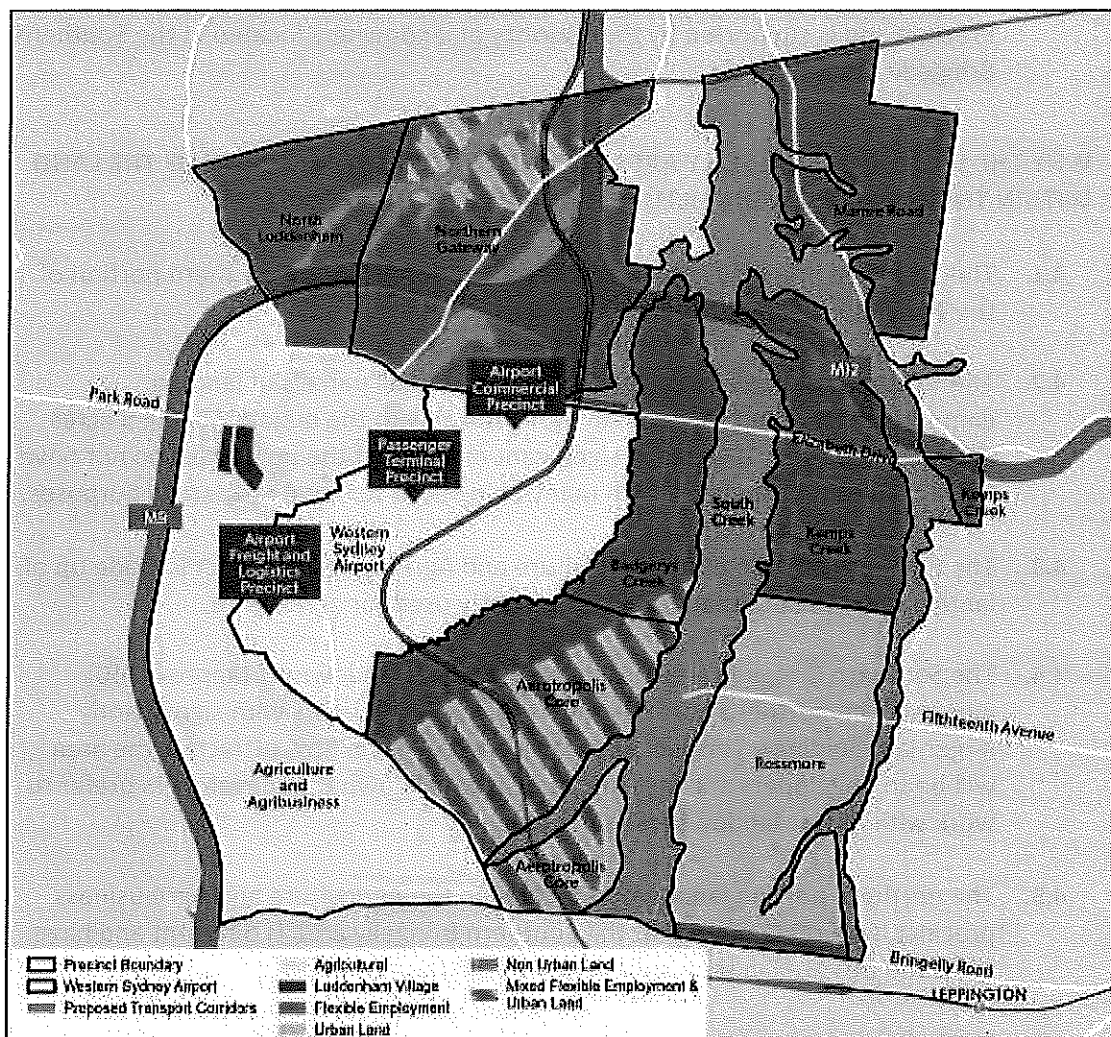 North
Luddenham
Northern
Gateway
Mamre Road
Airport
Commercial
Precinct
Park Road
M12
Passenger
Terminal
Precinct
Elizabeth Drive
Kemps
Creek
M9
Airport
Freight and
Logistics
Precinct
Western
Sydney
Airport
South
Creek
Kemps
Creek
Badgerys
Creek
Aerotropolis
Core
Fifthteenth Avenue
Rossmore
Agriculture
and
Agribusiness
Aerotropolis
Core
Bringelly Road
LEPPINGTON
Precinct Boundary
Western Sydney Airport
Proposed Transport Corridors
Agricultural
Luddenham Village
Flexible Employment
Urban Land
Non Urban Land
Mixed Flexible Employment &
Urban Land